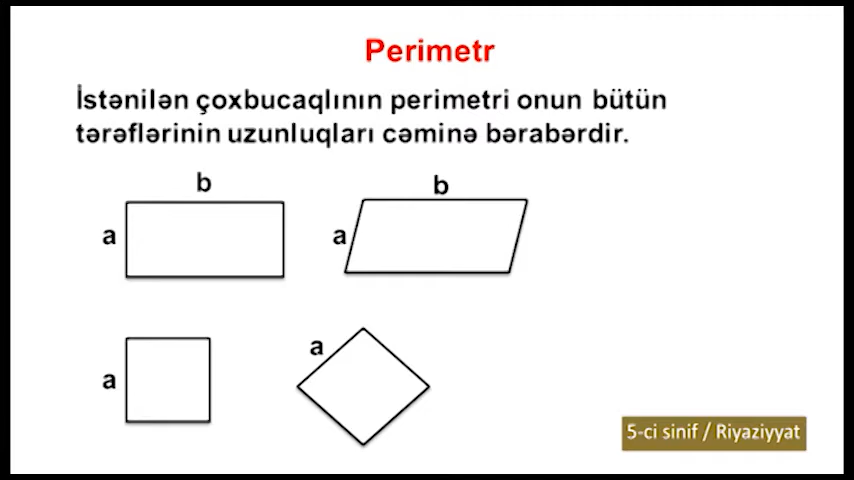 Perimetr
İstənilən çoxbucaqlının perimetri onun bütün
tərəflərinin uzunluqları cəminə bərabərdir.
b
b
a
a
a
a
5-ci sinif / Riyaziyyat